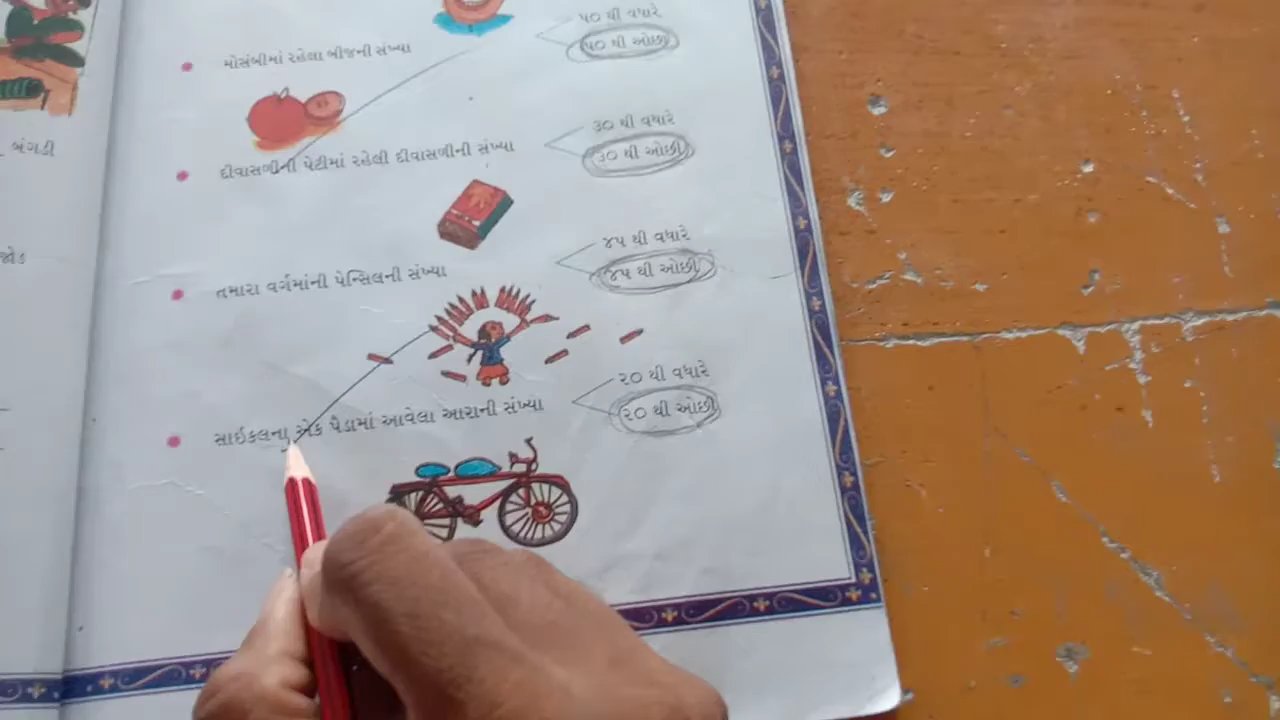 ૫૦ થી વધારે
૫૦ થી ઓછા
મોસંબીમાં રહેલા બીજની સંખ્યા
દીવાસળીની પેટીમાં રહેલી દીવાસળીની સંખ્યા
૩૦ થી વધારે
૩૦ થી ઓછી
તમારા વર્ગમાંની પેન્સિલની સંખ્યા
૪૫ થી વધારે
૪૫ થી ઓછી
સાઈકલના એક પૈડામાં આવેલા આરાની સંખ્યા
૨૦ થી વધારે
૨૦ થી ઓછી
બંગડી
જોડ